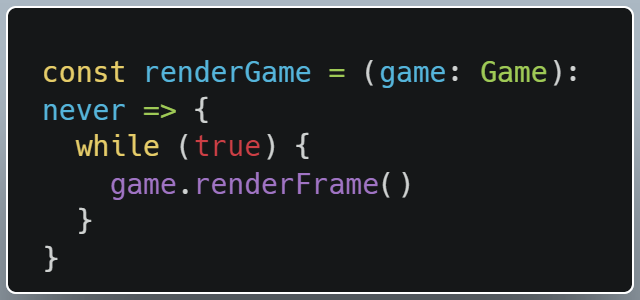 const renderGame = (game: Game):
never => {
  while (true) {
    game.renderFrame()
  }
}